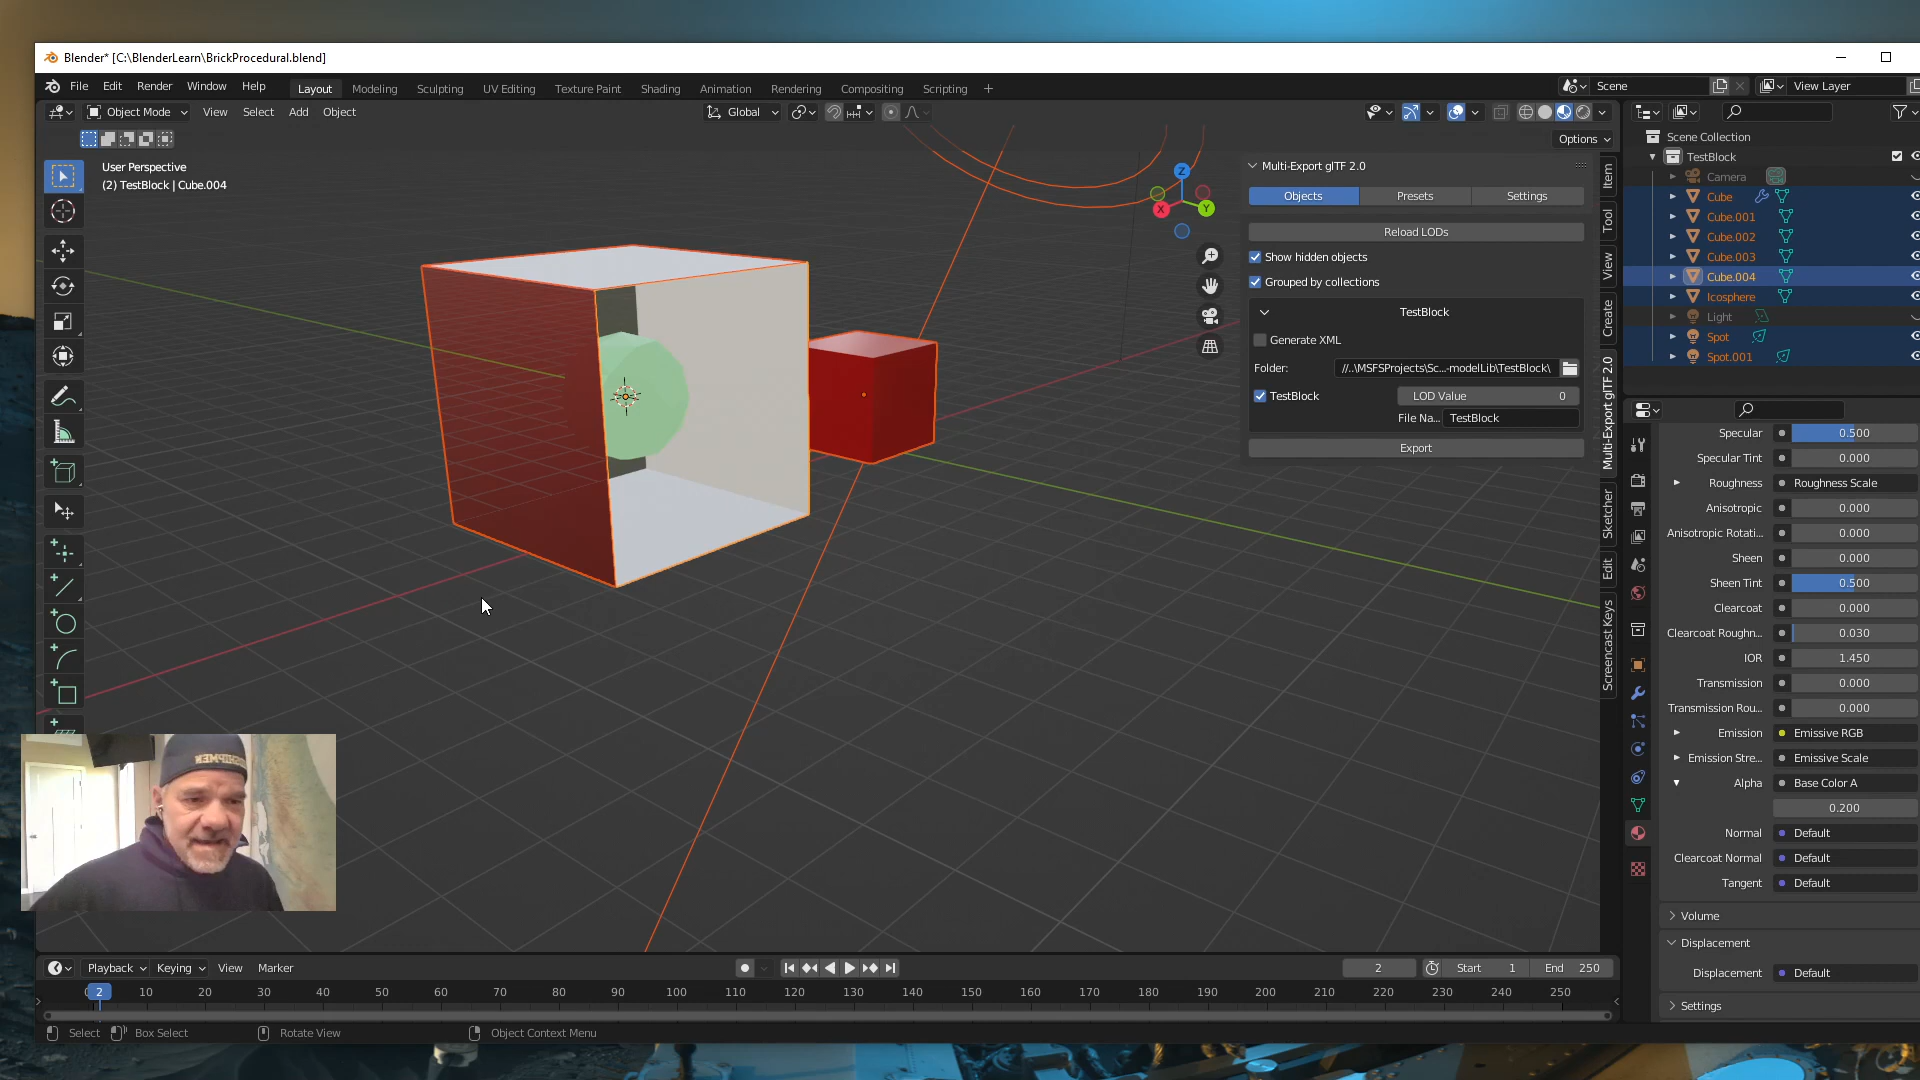 Blender* [C:\BlenderLearn\BrickProcedural.blend]
File Edit Render Window Help Layout Modeling Sculpting UV Editing Texture Paint Shading Animation Rendering Compositing Scripting + Scene View Layer
Object Mode View Select Add Object Global
Options
User Perspective
(2) TestBlock | Cube.004
Z
X
Y
Multi-Export glTF 2.0
Objects Presets Settings
Reload LODs
Show hidden objects
Grouped by collections
TestBlock
Generate XML
Folder: //..\MSFSProjects\Sc...-modelLib\TestBlock\
TestBlock LOD Value 0
File Na... TestBlock
Export
Item
Tool
View
Create
Multi-Export glTF 2.0
Sketcher
Edit
Screencast Keys
Scene Collection
TestBlock
Camera
Cube
Cube.001
Cube.002
Cube.003
Cube.004
Icosphere
Light
Spot
Spot.001
Specular 0.500
Specular Tint 0.000
Roughness Roughness Scale
Anisotropic 0.000
Anisotropic Rotati... 0.000
Sheen 0.000
Sheen Tint 0.500
Clearcoat 0.000
Clearcoat Roughn... 0.030
IOR 1.450
Transmission 0.000
Transmission Rou... 0.000
Emission Emissive RGB
Emission Stre... Emissive Scale
Alpha Base Color A
0.200
Normal Default
Clearcoat Normal Default
Tangent Default
Volume
Displacement
Displacement Default
Settings
Playback Keying View Marker 2 Start 1 End 250
2 10 20 30 40 50 60 70 80 90 100 110 120 130 140 150 160 170 180 190 200 210 220 230 240 250
Select Box Select Rotate View Object Context Menu